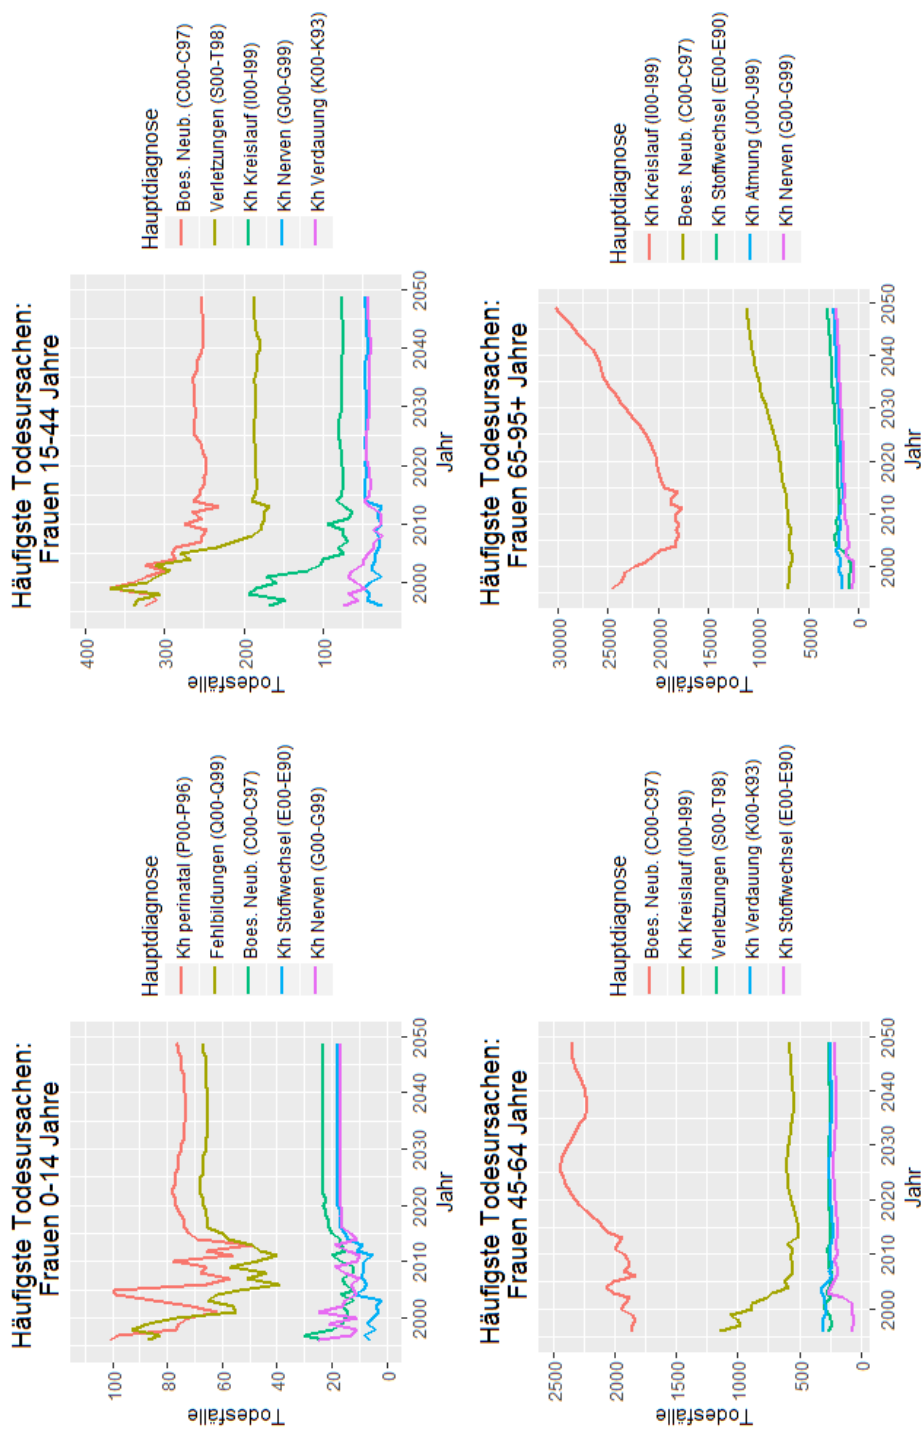 Häufigste Todesursachen:
Frauen 0-14 Jahre
Todesfälle
100
80
60
40
20
0
2000
2010
2020
2030
2040
2050
Jahr
Hauptdiagnose
Kh perinatal (P00-P96)
Fehlbildungen (Q00-Q99)
Boes. Neub. (C00-C97)
Kh Stoffwechsel (E00-E90)
Kh Nerven (G00-G99)
Häufigste Todesursachen:
Frauen 15-44 Jahre
Todesfälle
400
300
200
100
2000
2010
2020
2030
2040
2050
Jahr
Hauptdiagnose
Boes. Neub. (C00-C97)
Verletzungen (S00-T98)
Kh Kreislauf (I00-I99)
Kh Nerven (G00-G99)
Kh Verdauung (K00-K93)
Häufigste Todesursachen:
Frauen 45-64 Jahre
Todesfälle
2500
2000
1500
1000
500
0
2000
2010
2020
2030
2040
2050
Jahr
Hauptdiagnose
Boes. Neub. (C00-C97)
Kh Kreislauf (I00-I99)
Verletzungen (S00-T98)
Kh Verdauung (K00-K93)
Kh Stoffwechsel (E00-E90)
Häufigste Todesursachen:
Frauen 65-95+ Jahre
Todesfälle
30000
25000
20000
15000
10000
5000
0
2000
2010
2020
2030
2040
2050
Jahr
Hauptdiagnose
Kh Kreislauf (I00-I99)
Boes. Neub. (C00-C97)
Kh Stoffwechsel (E00-E90)
Kh Atmung (J00-J99)
Kh Nerven (G00-G99)